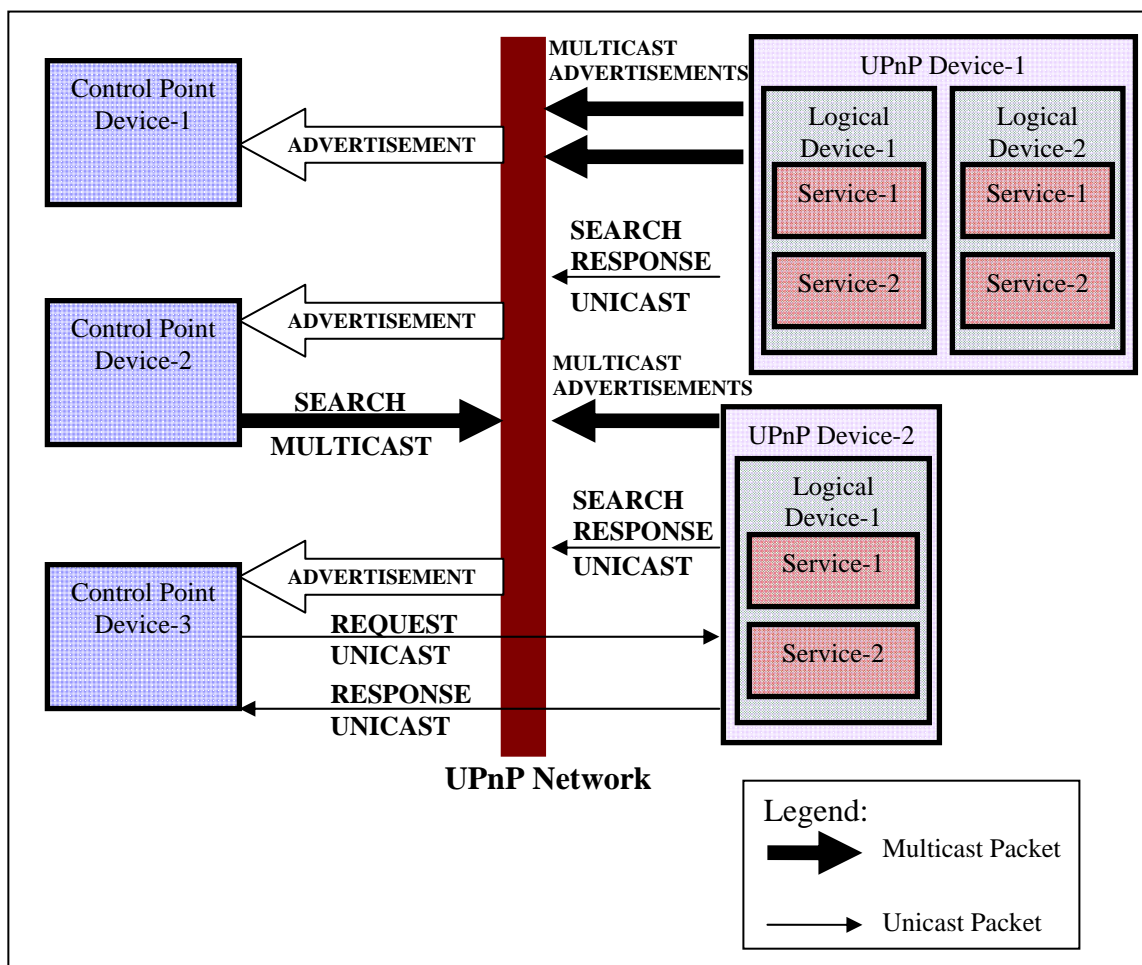 Control Point
Device-1
ADVERTISEMENT
MULTICAST
ADVERTISEMENTS
UPnP Device-1
Logical
Device-1
Service-1
Service-2
Logical
Device-2
Service-1
Service-2
SEARCH
RESPONSE
UNICAST
Control Point
Device-2
ADVERTISEMENT
SEARCH
MULTICAST
MULTICAST
ADVERTISEMENTS
UPnP Device-2
Logical
Device-1
Service-1
Service-2
SEARCH
RESPONSE
UNICAST
Control Point
Device-3
ADVERTISEMENT
REQUEST
UNICAST
RESPONSE
UNICAST
UPnP Network
Legend:
Multicast Packet
Unicast Packet